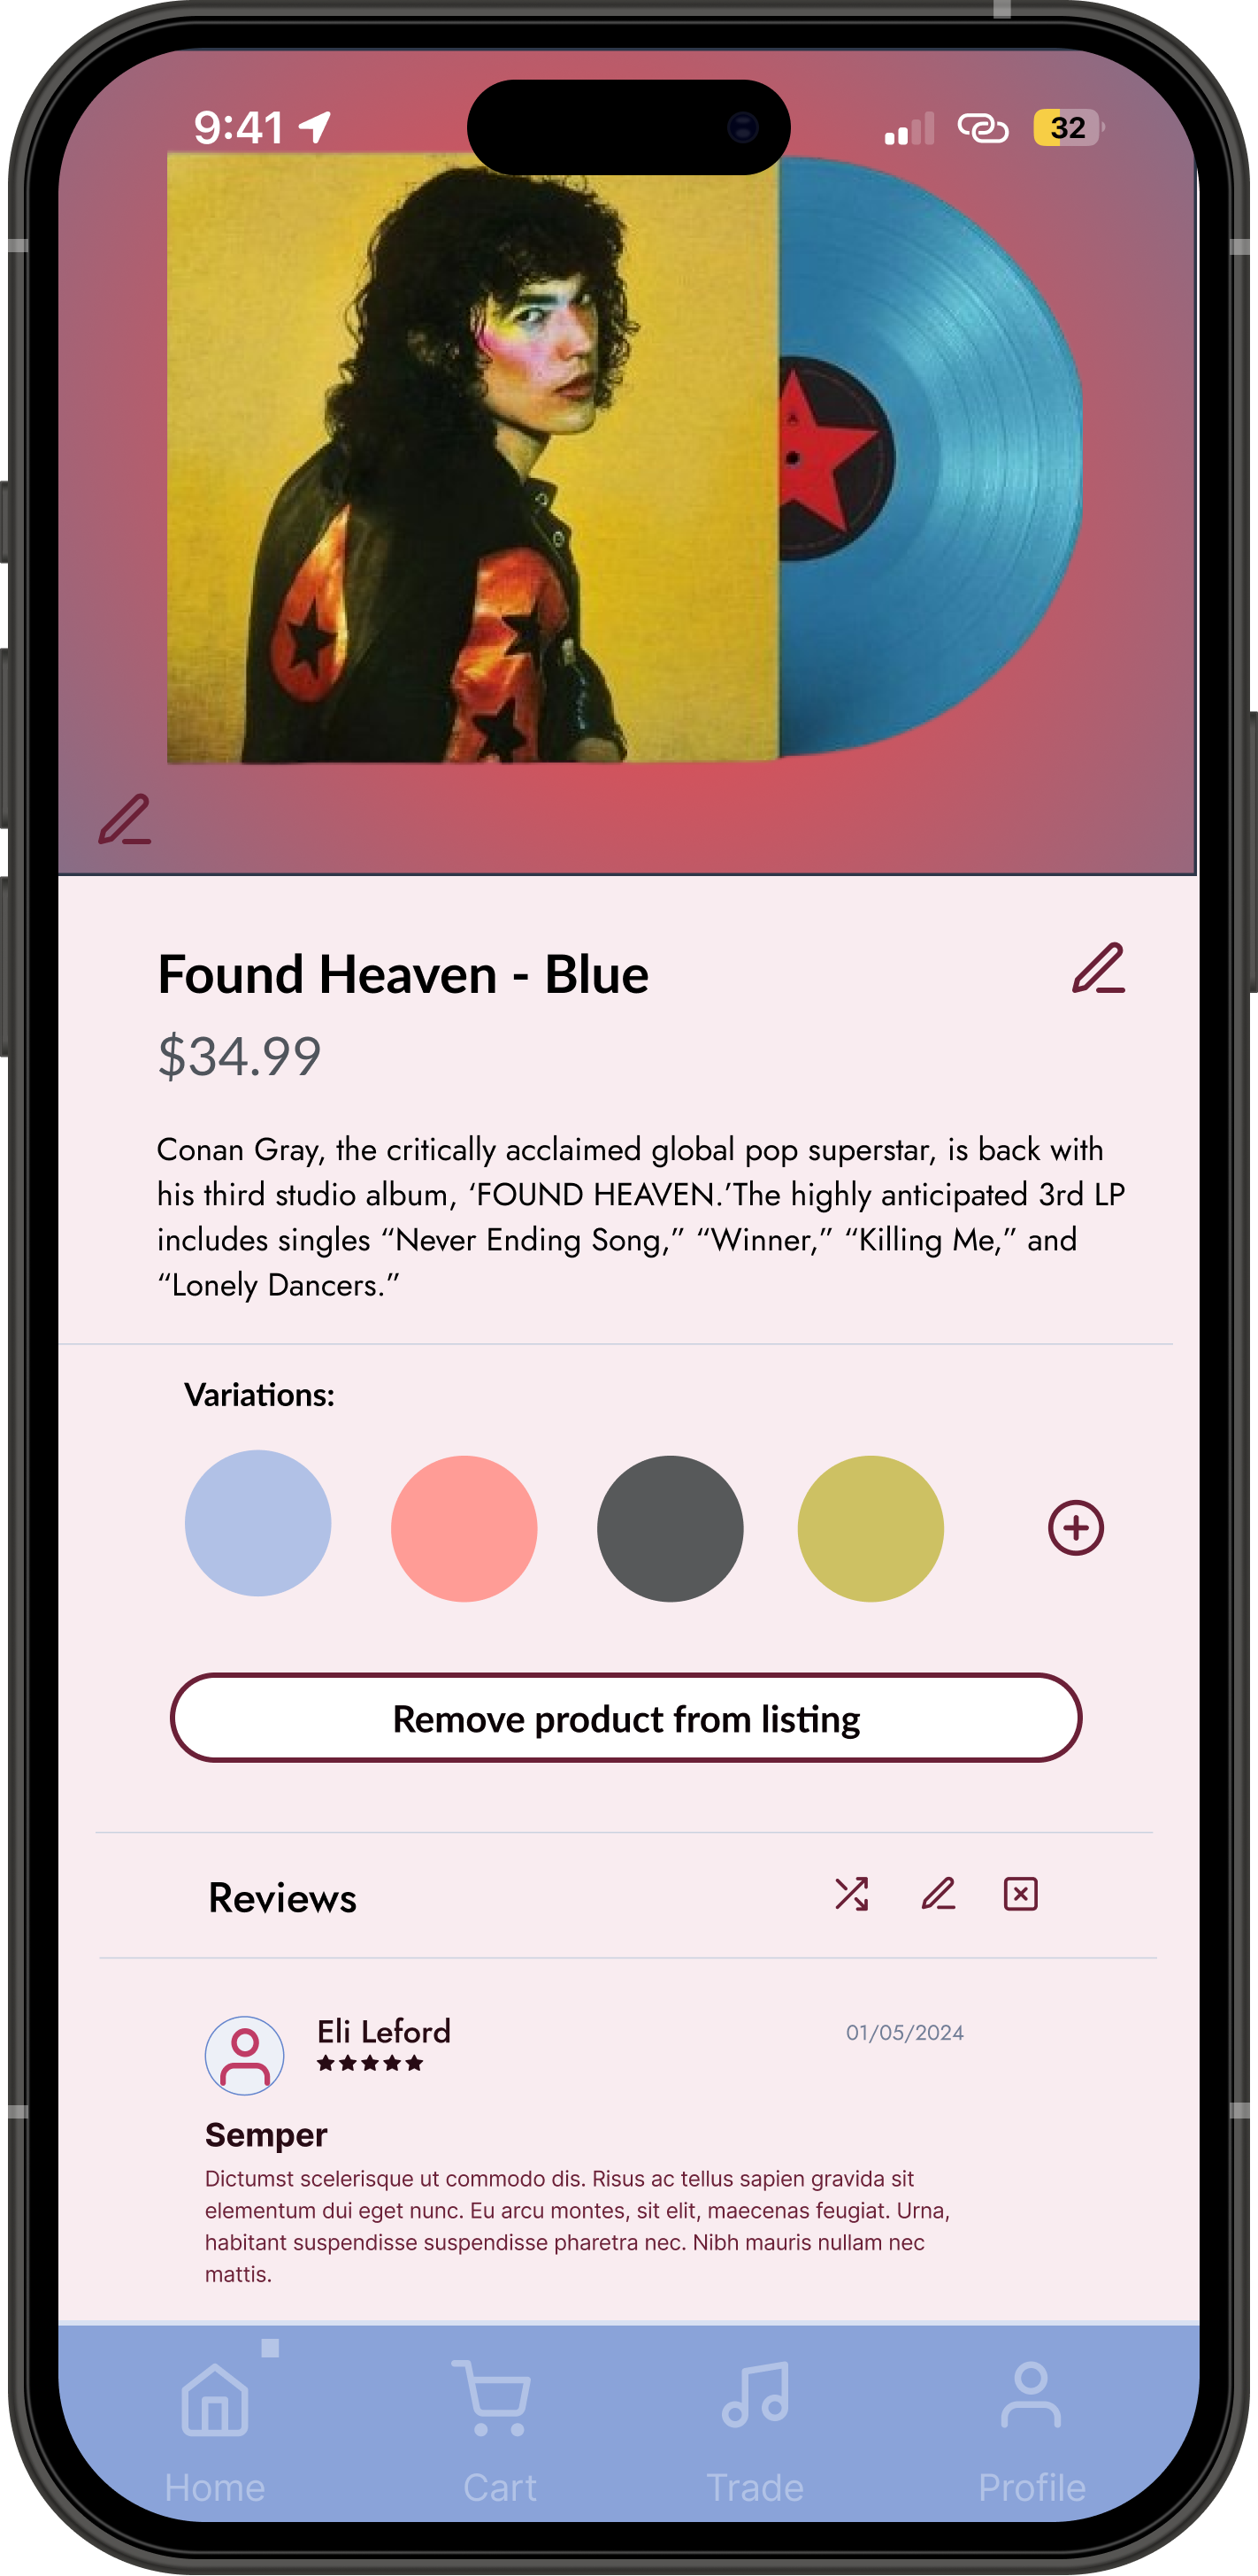 9:41
32
Found Heaven - Blue
$34.99
Conan Gray, the critically acclaimed global pop superstar, is back with
his third studio album, ‘FOUND HEAVEN.’The highly anticipated 3rd LP
includes singles “Never Ending Song,” “Winner,” “Killing Me,” and
“Lonely Dancers.”
Variations:
Remove product from listing
Reviews
Eli Leford
01/05/2024
Semper
Dictumst scelerisque ut commodo dis. Risus ac tellus sapien gravida sit
elementum dui eget nunc. Eu arcu montes, sit elit, maecenas feugiat. Urna,
habitant suspendisse suspendisse pharetra nec. Nibh mauris nullam nec
mattis.
Home
Cart
Trade
Profile